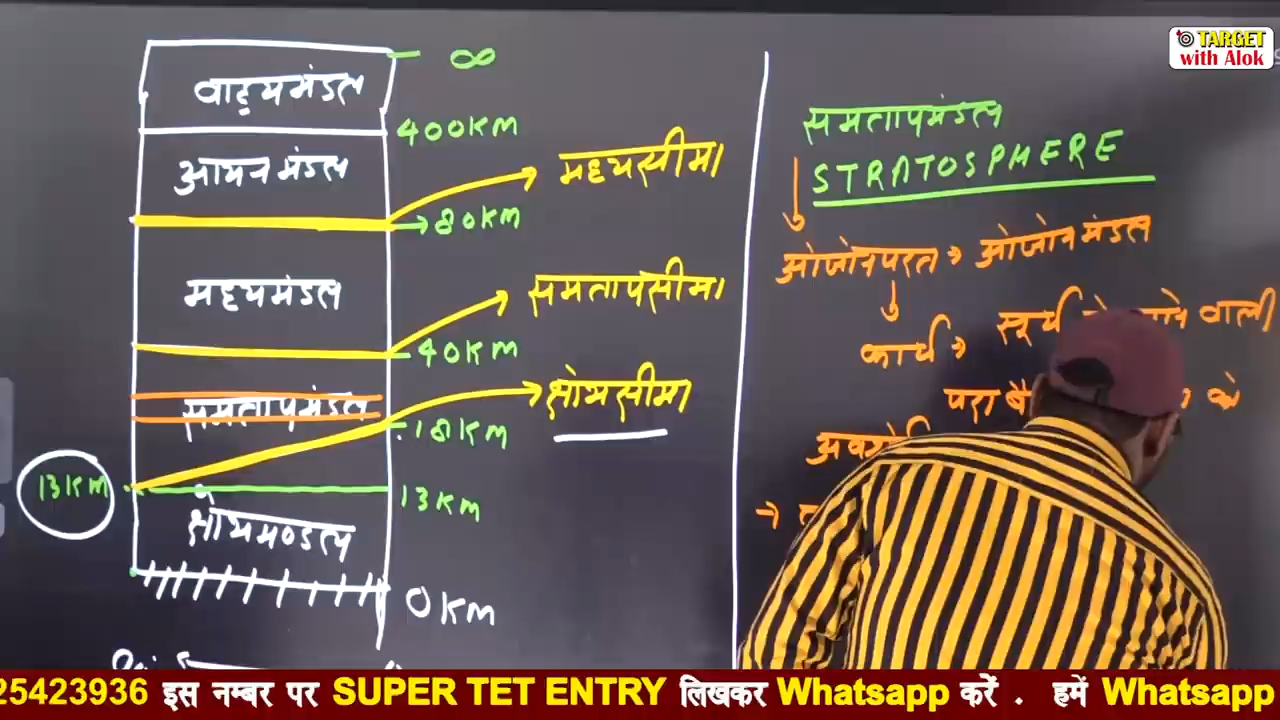 TARGET
with Alok
∞
वाह्यमंडल
400KM
आयनमंडल
मध्यसीमा
→80KM
मध्यमंडल
समतापसीमा
40KM
समतापमंडल
क्षोभसीमा
18KM
13KM
13KM
क्षोभमण्डल
0KM
समतापमंडल
STRATOSPHERE
ओजोनपरत → ओजोनमंडल
कार्य → सूर्य वाली
परा
को
25423936 इस नम्बर पर SUPER TET ENTRY लिखकर Whatsapp करें . हमें Whatsapp